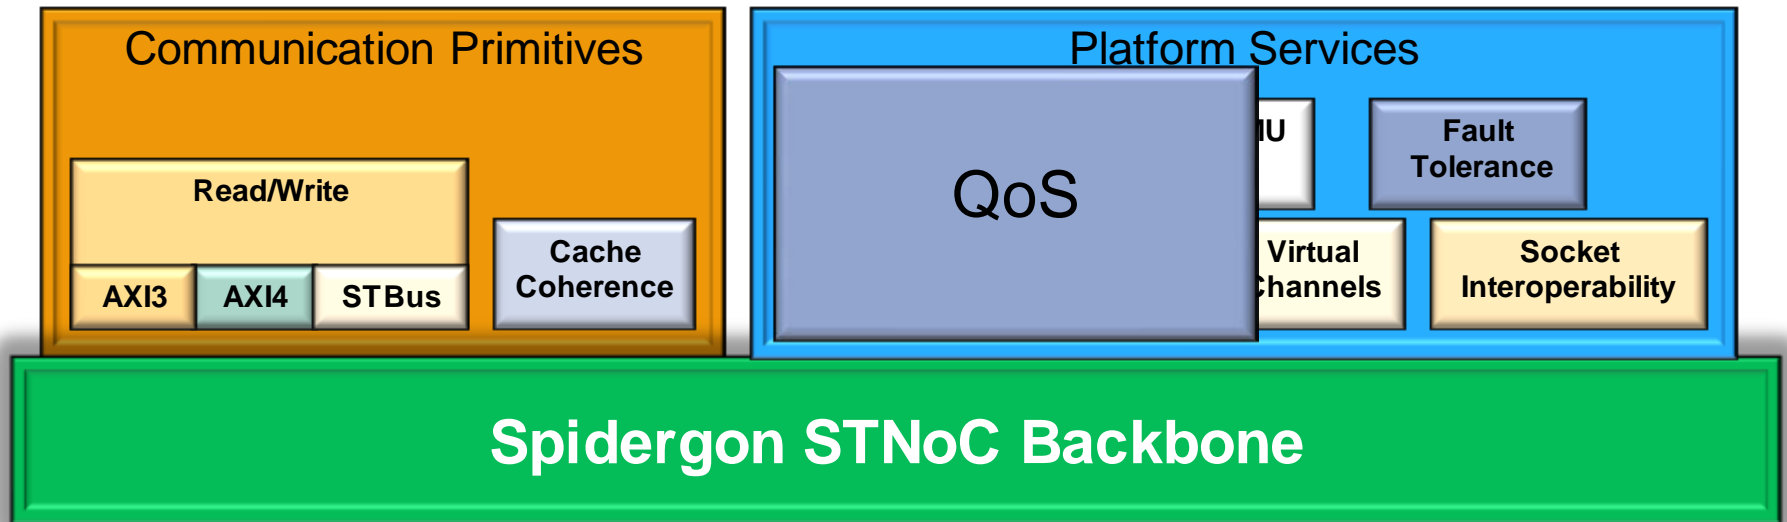 Communication Primitives
Read/Write
AXI3
AXI4
STBus
Cache
Coherence
Platform Services
QoS
Fault
Tolerance
Virtual
Channels
Socket
Interoperability
Spidergon STNoC Backbone